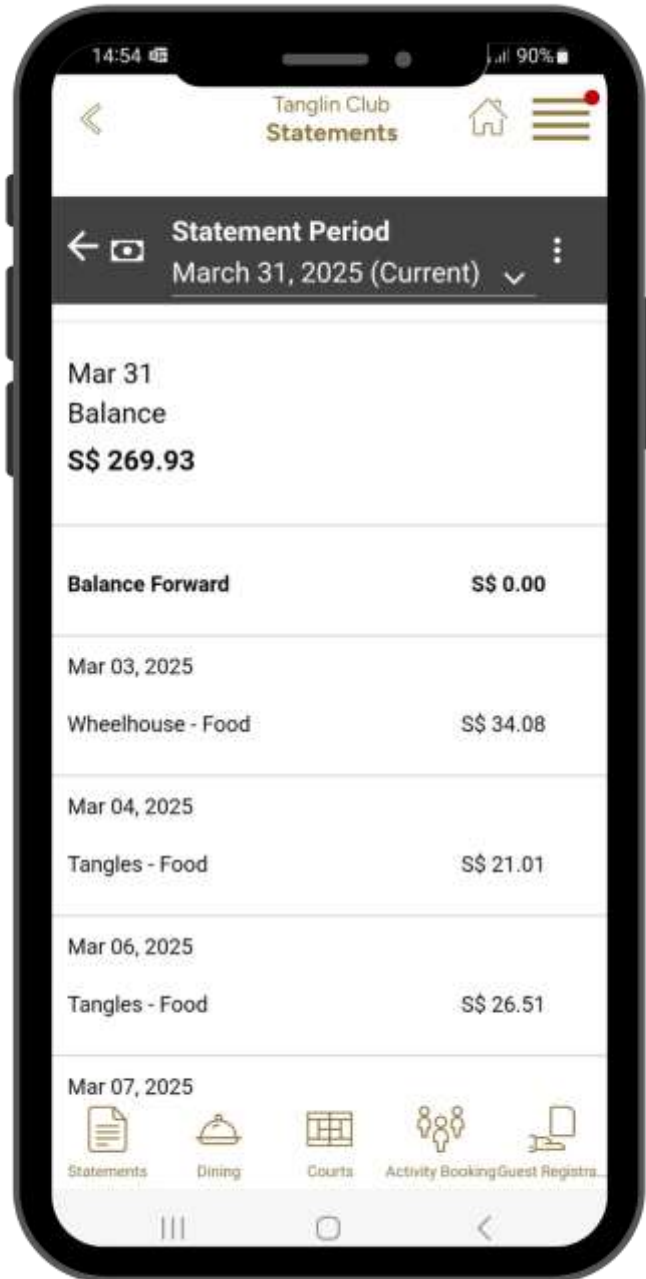 14:54
90%
Tanglin Club
Statements
Statement Period
March 31, 2025 (Current)
Mar 31
Balance
S$ 269.93
Balance Forward S$ 0.00
Mar 03, 2025
Wheelhouse - Food S$ 34.08
Mar 04, 2025
Tangles - Food S$ 21.01
Mar 06, 2025
Tangles - Food S$ 26.51
Mar 07, 2025
Statements Dining Courts Activity Booking Guest Registra...